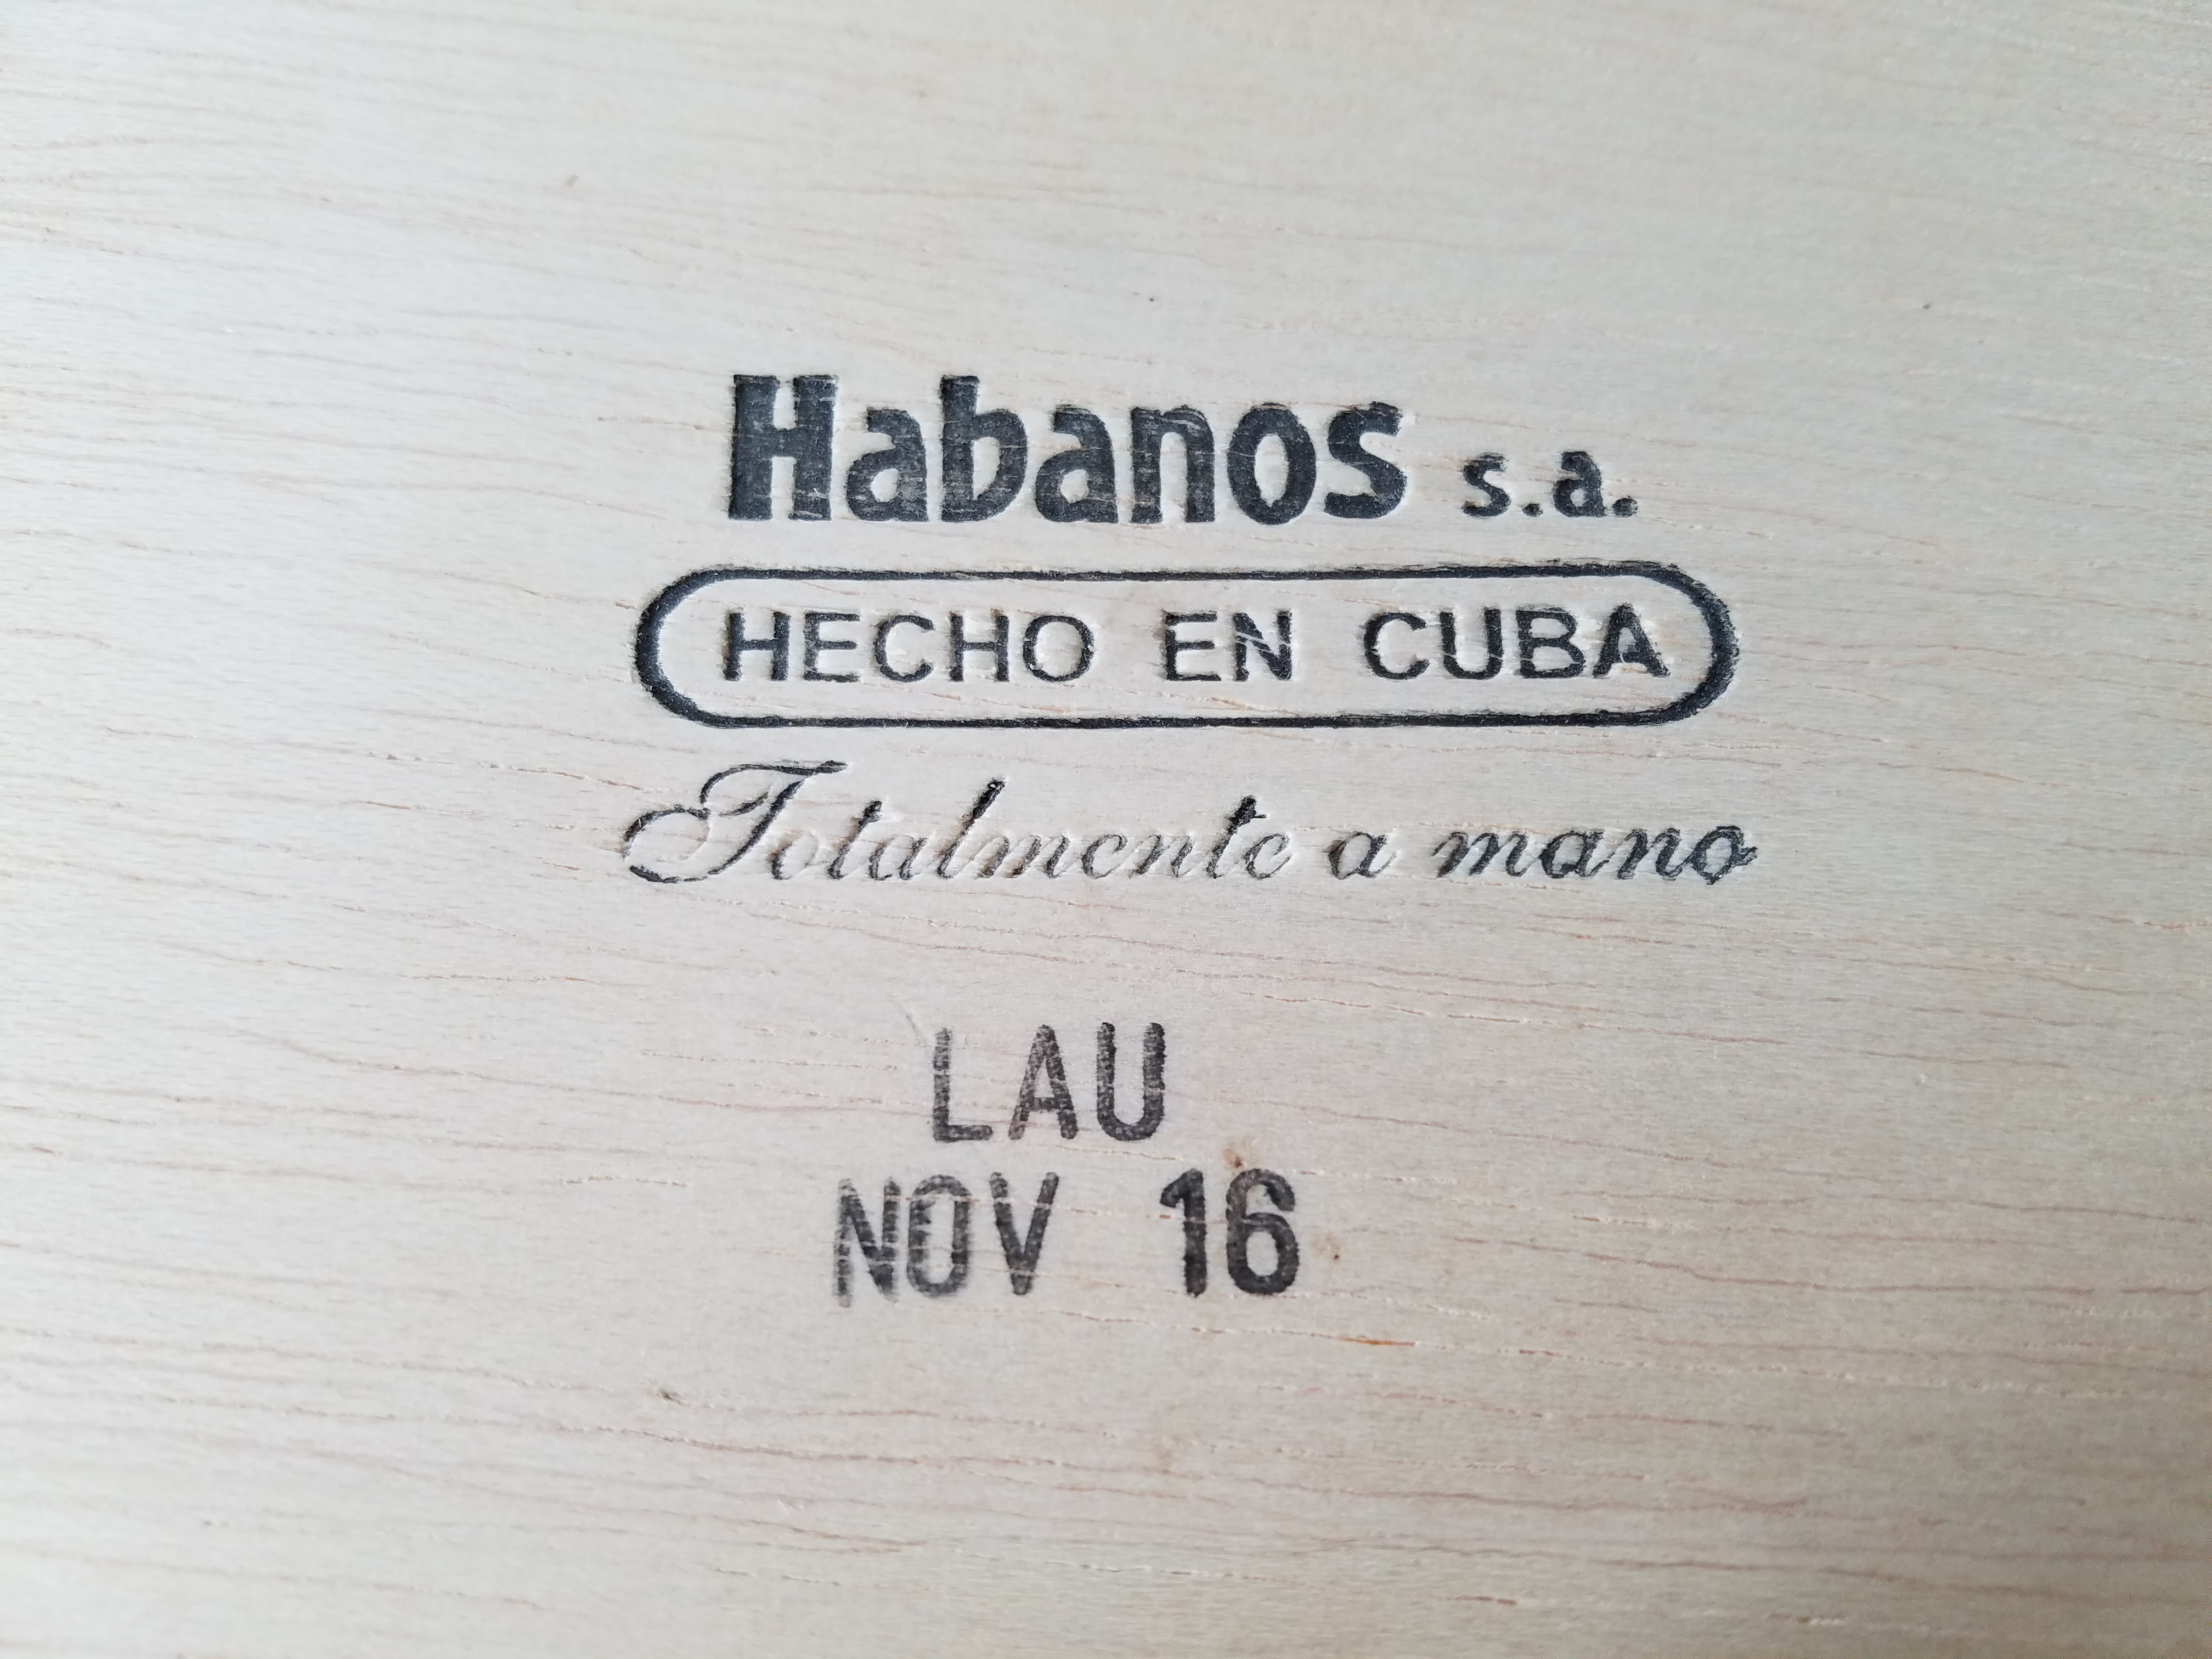 Habanos s.a.
HECHO EN CUBA
Totalmente a mano
LAU
NOV 16